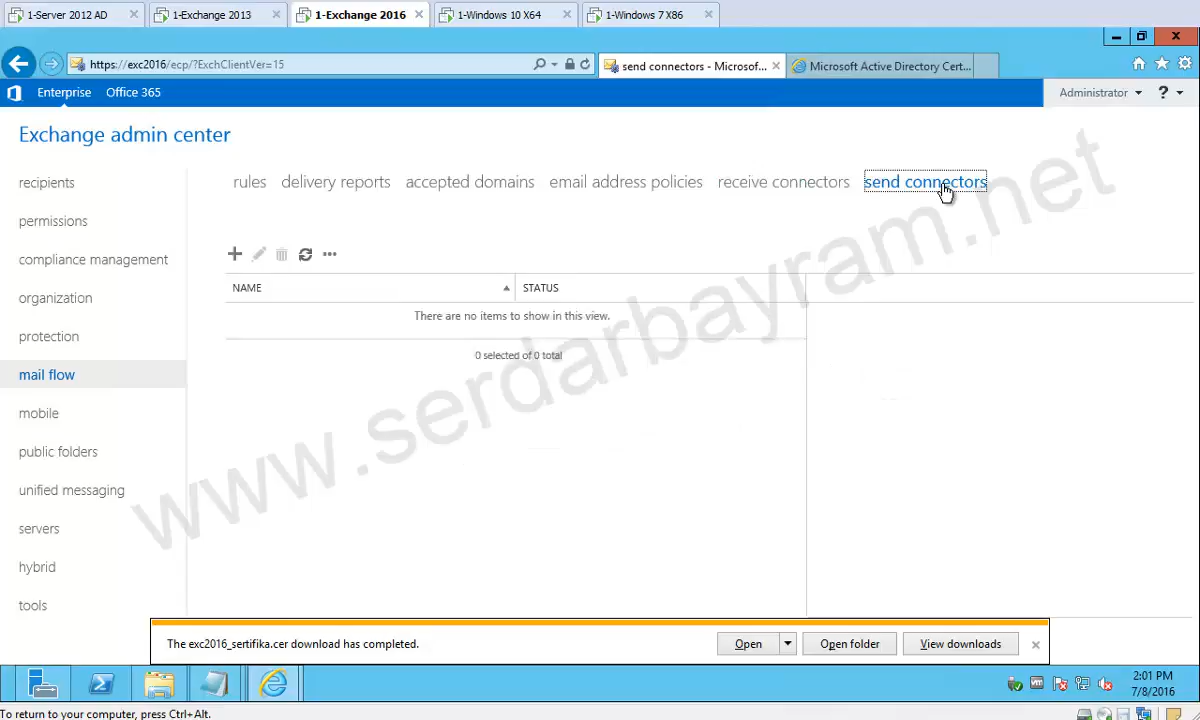 1-Server 2012 AD
1-Exchange 2013
1-Exchange 2016
1-Windows 10 X64
1-Windows 7 X86
https://exc2016/ecp/?ExchClientVer=15
send connectors - Microsof...
Microsoft Active Directory Cert...
Enterprise
Office 365
Administrator
?
Exchange admin center
recipients
permissions
compliance management
organization
protection
mail flow
mobile
public folders
unified messaging
servers
hybrid
tools
rules
delivery reports
accepted domains
email address policies
receive connectors
send connectors
NAME
STATUS
There are no items to show in this view.
0 selected of 0 total
www.serdarbayram.net
The exc2016_sertifika.cer download has completed.
Open
Open folder
View downloads
2:01 PM
7/8/2016
To return to your computer, press Ctrl+Alt.